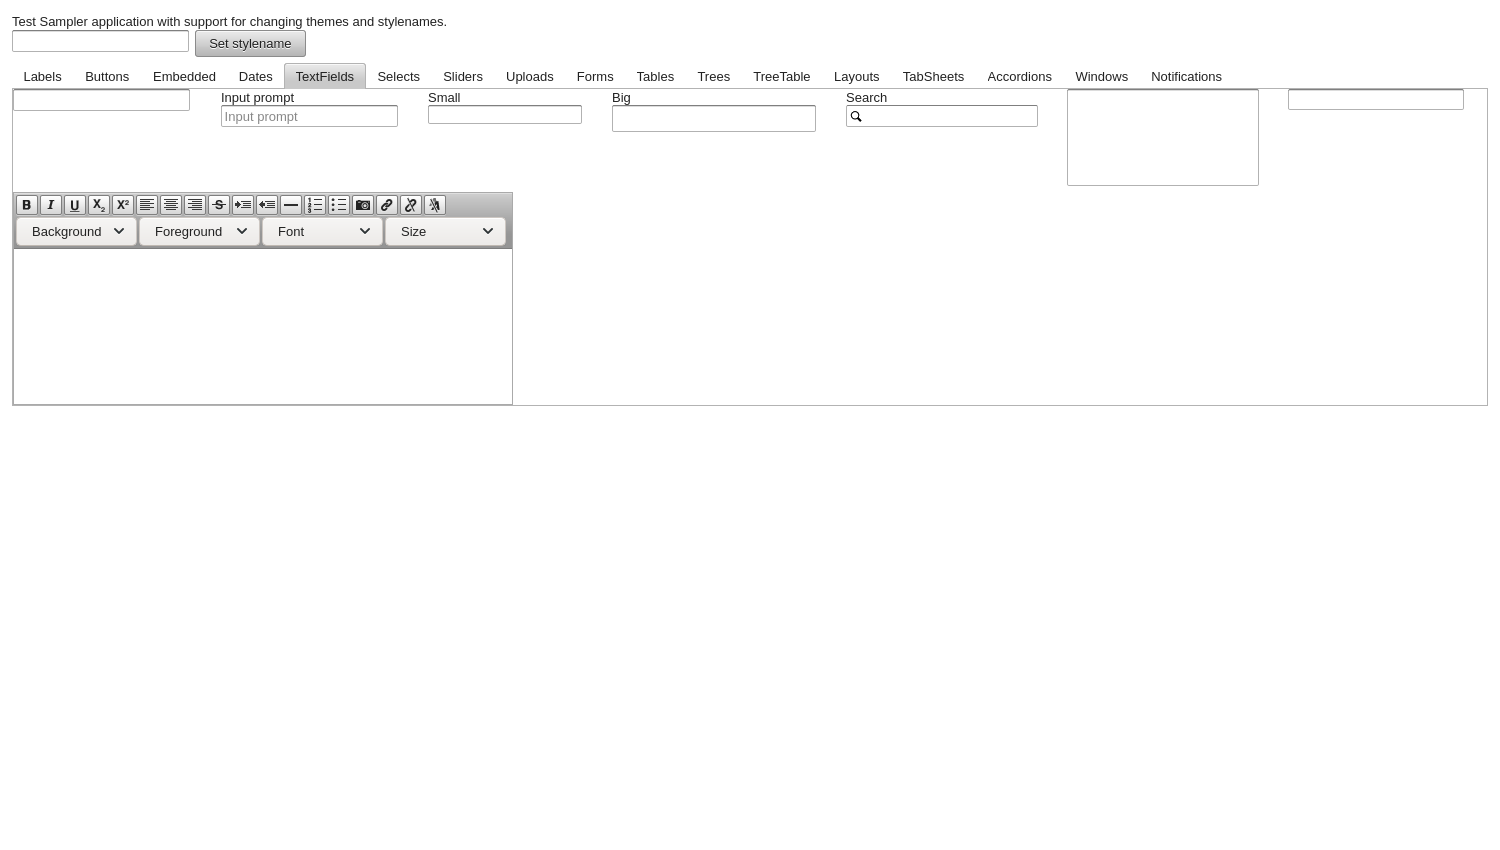 Test Sampler application with support for changing themes and stylenames.
Set stylename
Labels Buttons Embedded Dates TextFields Selects Sliders Uploads Forms Tables Trees TreeTable Layouts TabSheets Accordions Windows Notifications
Input prompt Small Big Search
Input prompt
Background Foreground Font Size